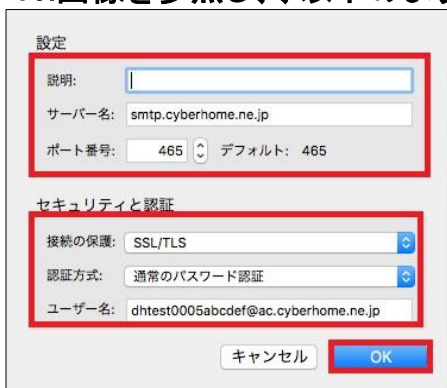 設定
説明:
サーバー名: smtp.cyberhome.ne.jp
ポート番号: 465 デフォルト: 465
セキュリティと認証
接続の保護: SSL/TLS
認証方式: 通常のパスワード認証
ユーザー名: dhtest0005abcdef@ac.cyberhome.ne.jp
キャンセル OK